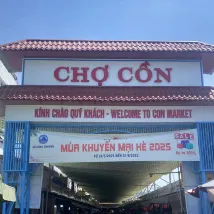 CHỢ CỒN
KÍNH CHÀO QUÝ KHÁCH - WELCOME TO CON MARKET
MÙA KHUYẾN MẠI HÈ 2025
SALE